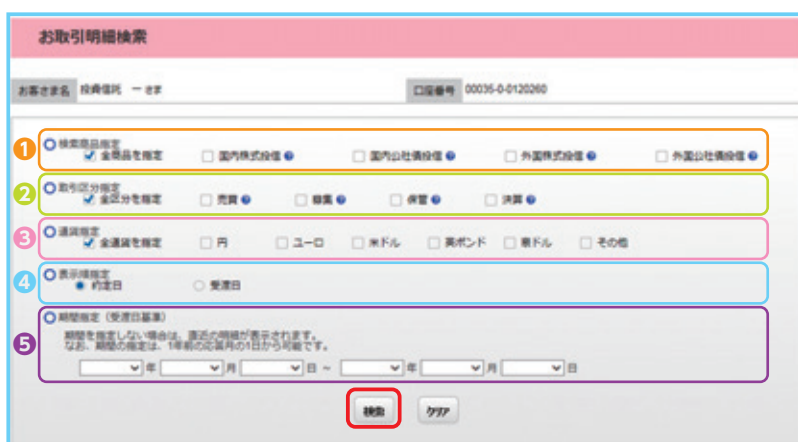 お取引明細検索
お客さま名 投資信託 一 さま 口座番号 00035-0-0120260
1 検索商品指定
全商品を指定 国内株式投信 国内公社債投信 外国株式投信 外国公社債投信
2 取引区分指定
全区分を指定 売買 募集 保管 決算
3 通貨指定
全通貨を指定 円 ユーロ 米ドル 英ポンド 豪ドル その他
4 表示順指定
約定日 受渡日
5 期間指定（受渡日基準）
期間を指定しない場合は、直近の明細が表示されます。
なお、期間の指定は、1年前の応当月の1日から可能です。
年 月 日 ~ 年 月 日
検索 クリア